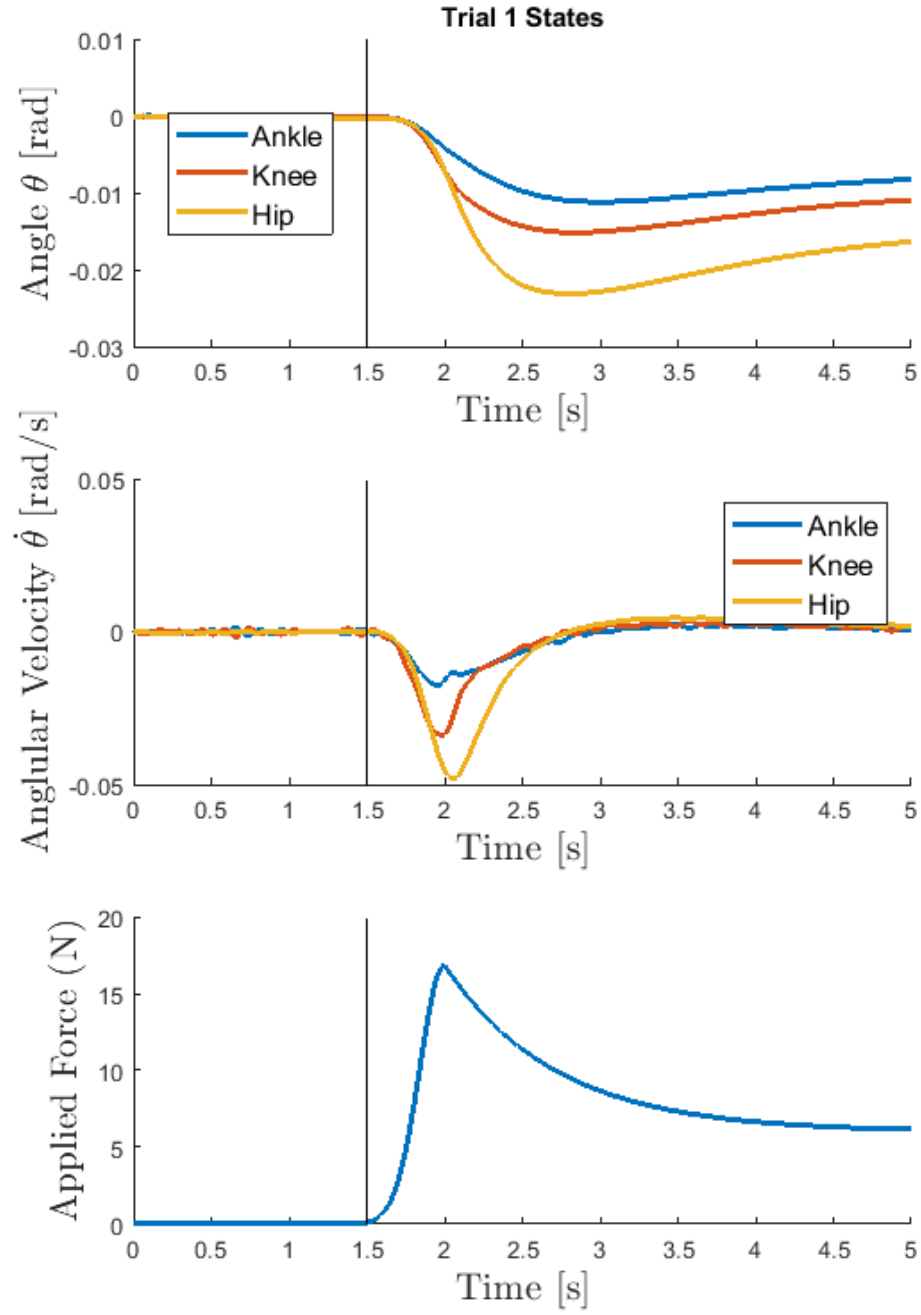 Trial 1 States
0.01
0
-0.01
-0.02
-0.03
Angle θ [rad]
Ankle
Knee
Hip
0 0.5 1 1.5 2 2.5 3 3.5 4 4.5 5
Time [s]
0.05
0
-0.05
Anglular Velocity θ̇ [rad/s]
Ankle
Knee
Hip
0 0.5 1 1.5 2 2.5 3 3.5 4 4.5 5
Time [s]
20
15
10
5
0
Applied Force (N)
0 0.5 1 1.5 2 2.5 3 3.5 4 4.5 5
Time [s]